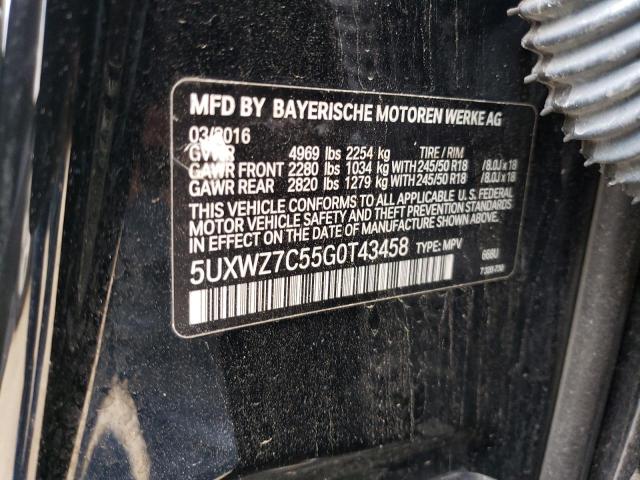 MFD BY BAYERISCHE MOTOREN WERKE AG
03/2016
GVWR 4969 lbs 2254 kg TIRE / RIM
GAWR FRONT 2280 lbs 1034 kg WITH 245/50 R18 /8.0J x 18
GAWR REAR 2820 lbs 1279 kg WITH 245/50 R18 /8.0J x 18
THIS VEHICLE CONFORMS TO ALL APPLICABLE U.S. FEDERAL
MOTOR VEHICLE SAFETY AND THEFT PREVENTION STANDARDS
IN EFFECT ON THE DATE OF MANUFACTURE SHOWN ABOVE.
5UXWZ7C55G0T43458 TYPE: MPV